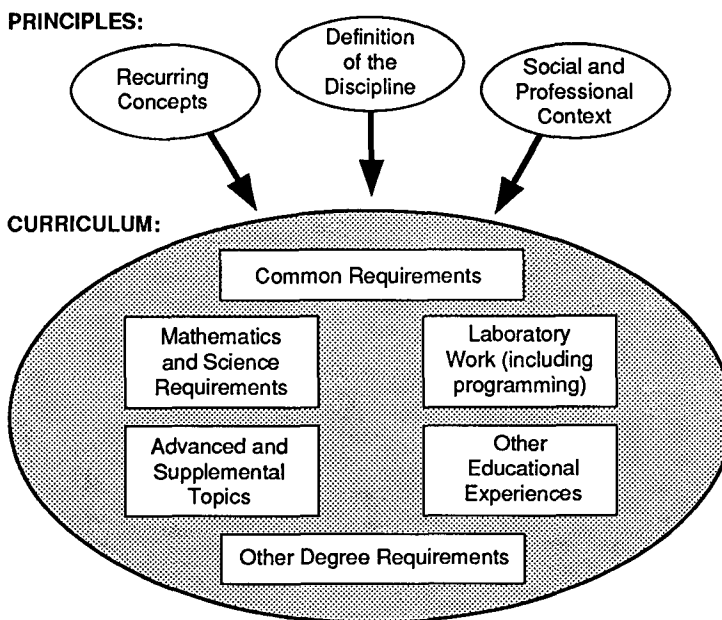 PRINCIPLES:
Recurring
Concepts
Definition
of the
Discipline
Social and
Professional
Context
CURRICULUM:
Common Requirements
Mathematics
and Science
Requirements
Laboratory
Work (including
programming)
Advanced and
Supplemental
Topics
Other
Educational
Experiences
Other Degree Requirements